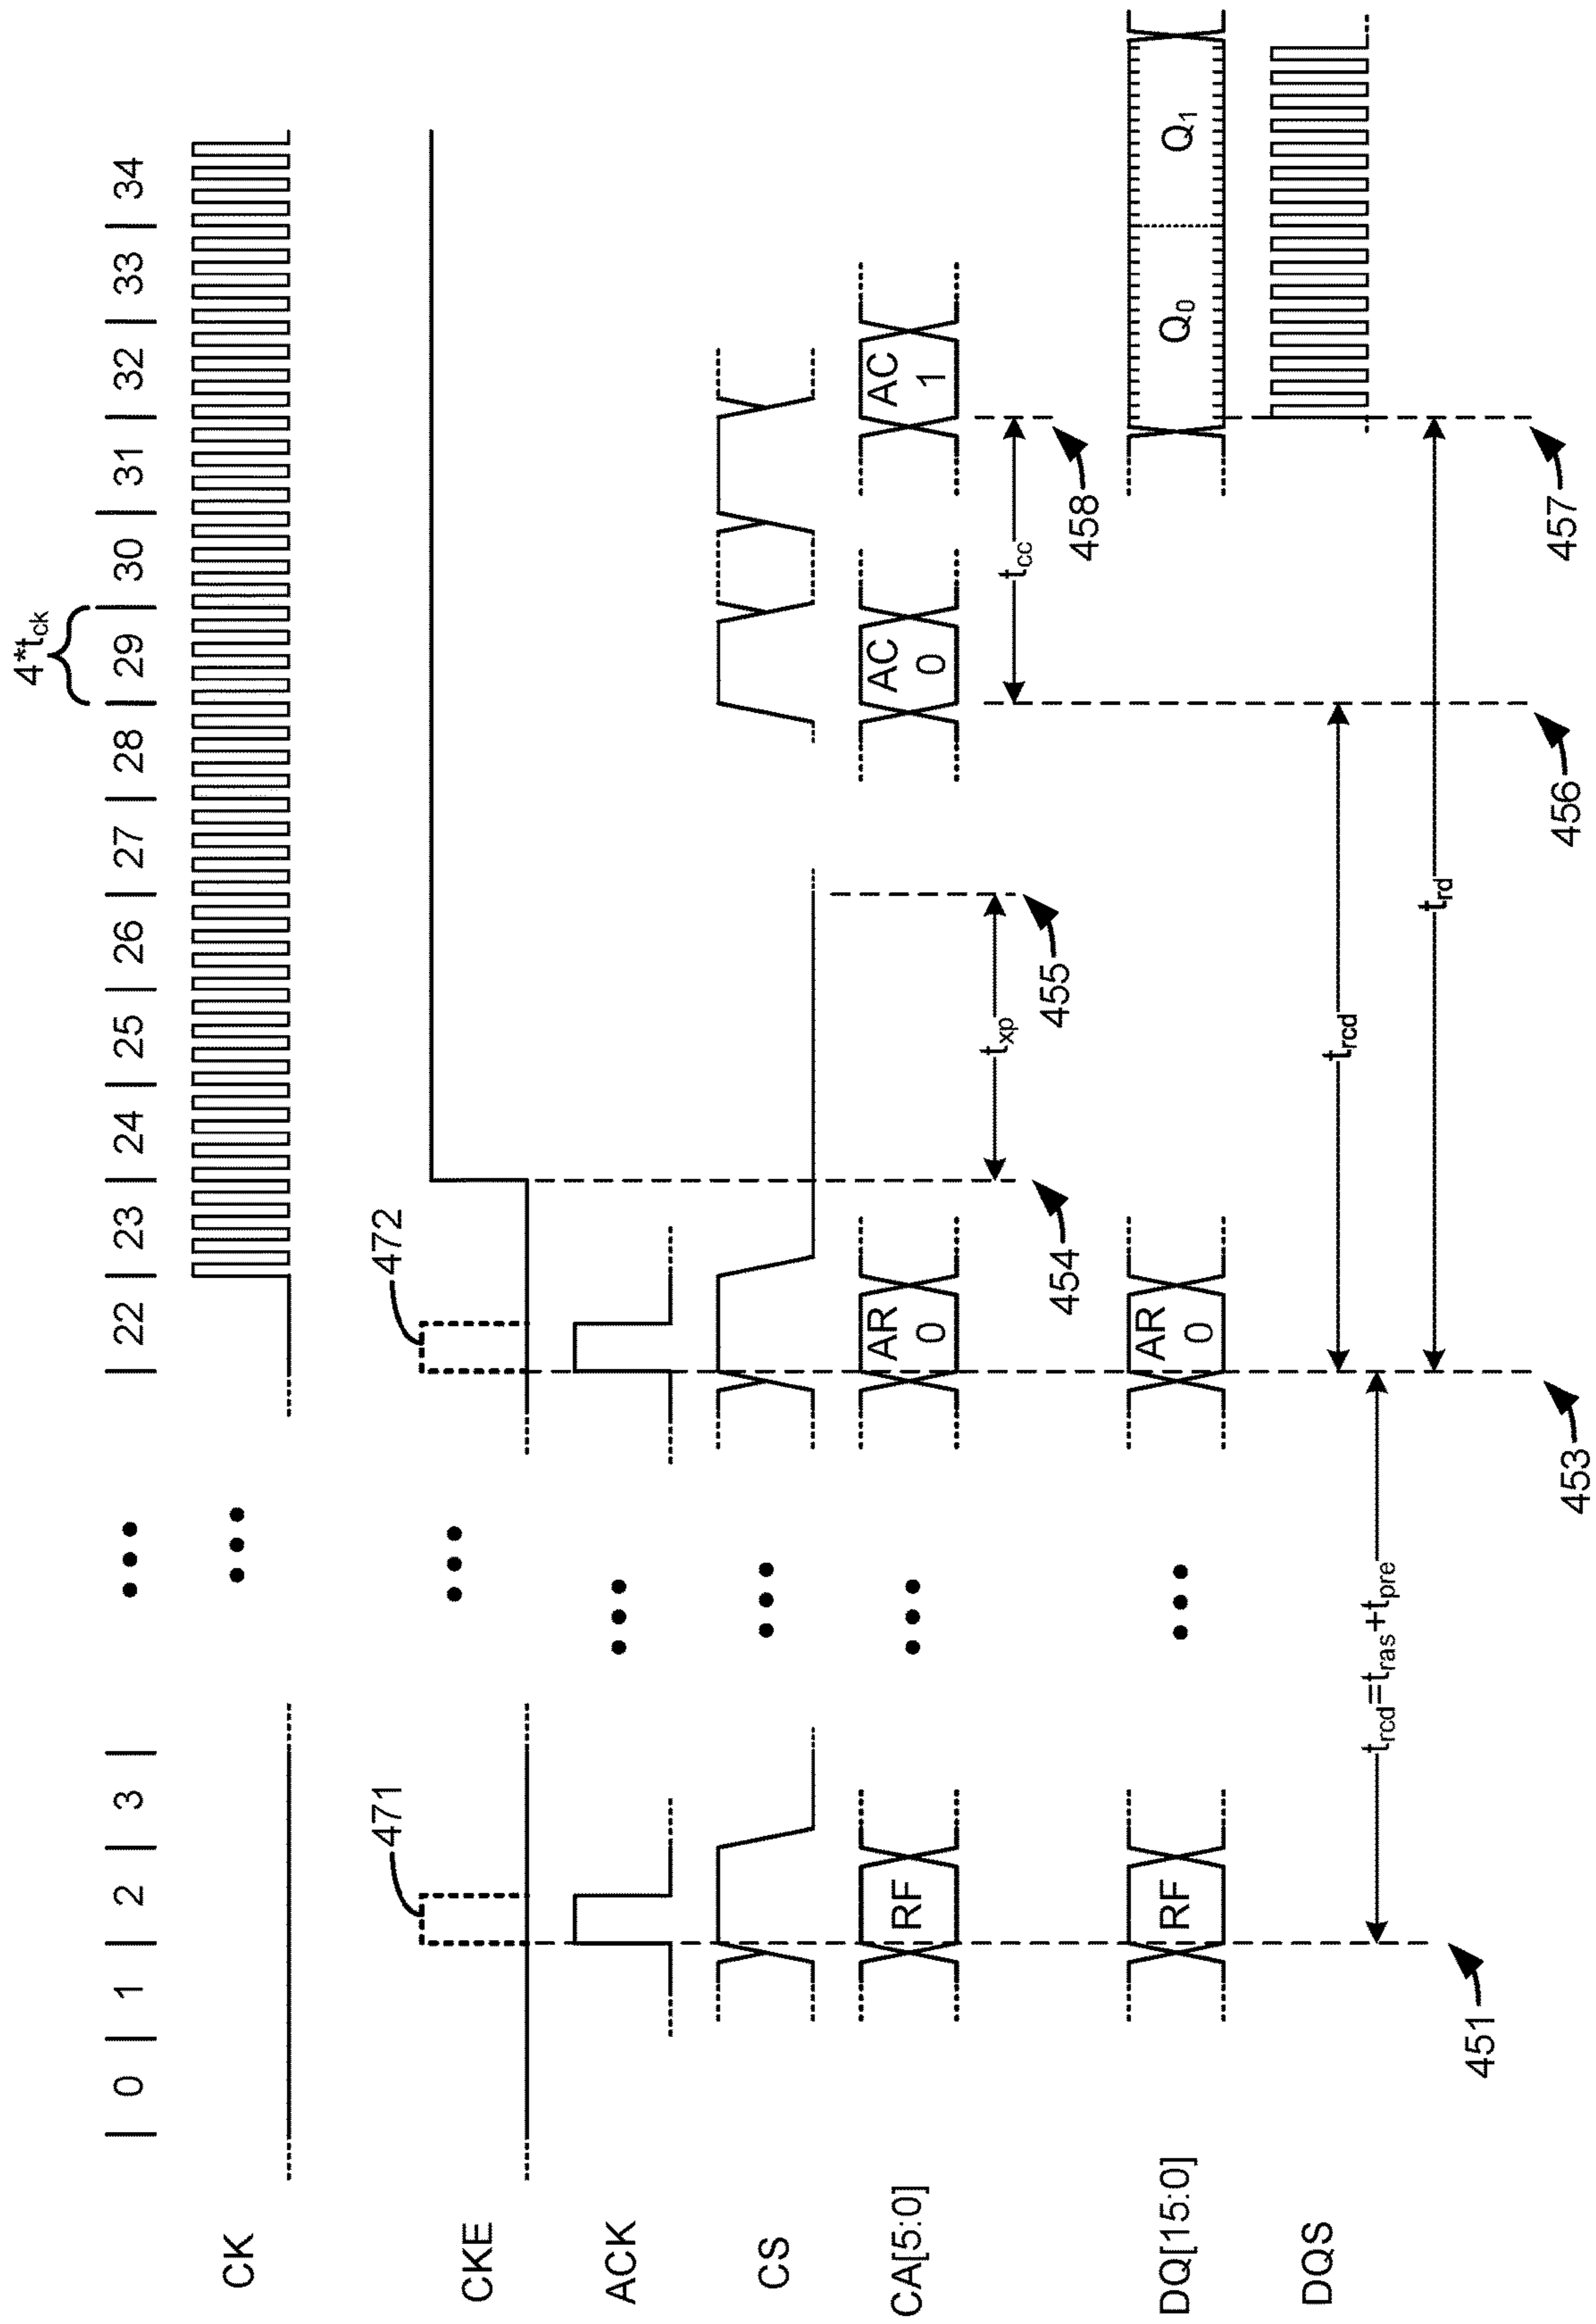 4*tck
| 0 | 1 | 2 | 3 | ••• | 22 | 23 | 24 | 25 | 26 | 27 | 28 | 29 | 30 | 31 | 32 | 33 | 34
CK •••
471
472
CKE •••
ACK •••
CS •••
CA[5:0] RF ••• AR 0 AC 0 AC 1
txp
tcc
454
455
458
DQ[15:0] RF ••• AR 0 Q0 Q1
DQS
trcd
trcd=tras+tpre
trd
451
453
456
457